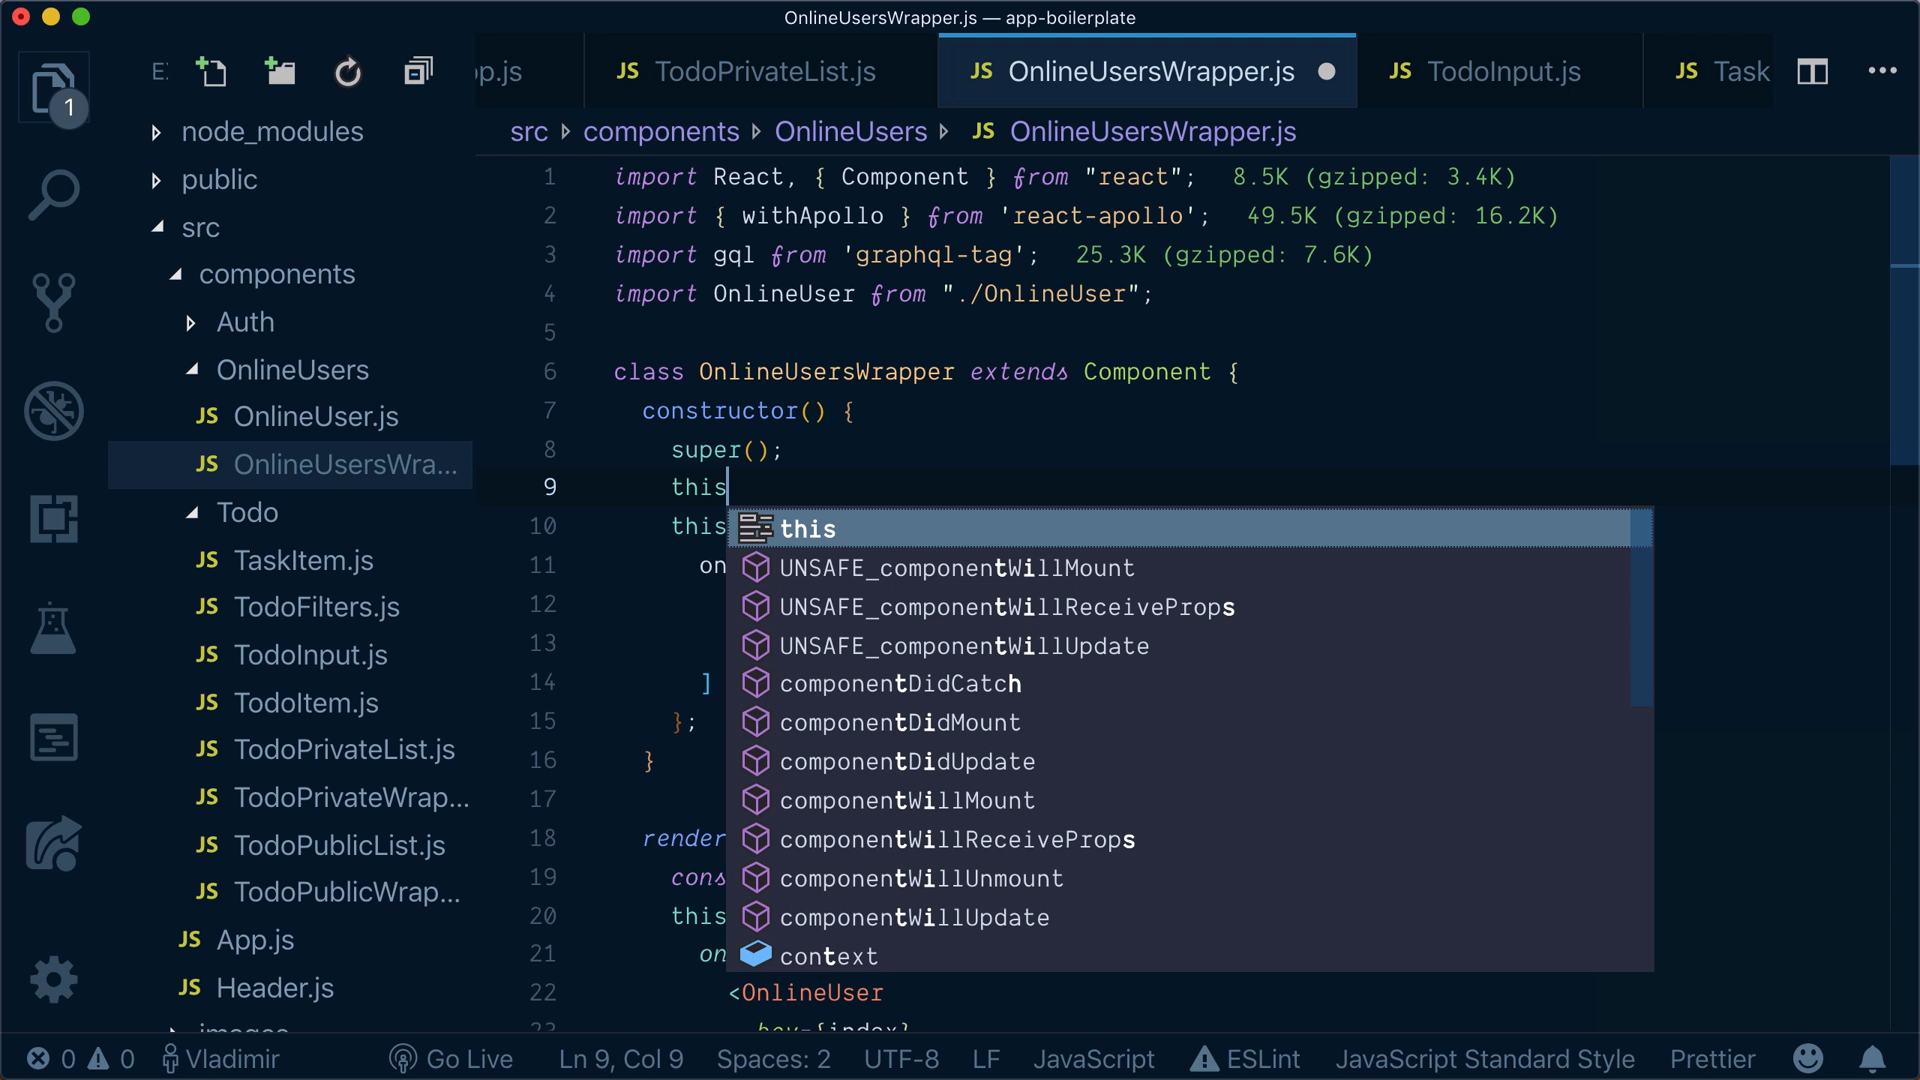 OnlineUsersWrapper.js — app-boilerplate
1
E:
JS TodoPrivateList.js
JS OnlineUsersWrapper.js
JS TodoInput.js
JS Task
src components OnlineUsers JS OnlineUsersWrapper.js
node_modules
public
src
components
Auth
OnlineUsers
JS OnlineUser.js
JS OnlineUsersWra...
Todo
JS TaskItem.js
JS TodoFilters.js
JS TodoInput.js
JS TodoItem.js
JS TodoPrivateList.js
JS TodoPrivateWrap...
JS TodoPublicList.js
JS TodoPublicWrap...
JS App.js
JS Header.js
images
1 import React, { Component } from "react"; 8.5K (gzipped: 3.4K)
2 import { withApollo } from 'react-apollo'; 49.5K (gzipped: 16.2K)
3 import gql from 'graphql-tag'; 25.3K (gzipped: 7.6K)
4 import OnlineUser from "./OnlineUser";
5
6 class OnlineUsersWrapper extends Component {
7 constructor() {
8 super();
9 this
10 this
11 on
12
13
14 ]
15 };
16 }
17
18 render
19 cons
20 this
21 on
22 <OnlineUser
23 key={index}
this
UNSAFE_componentWillMount
UNSAFE_componentWillReceiveProps
UNSAFE_componentWillUpdate
componentDidCatch
componentDidMount
componentDidUpdate
componentWillMount
componentWillReceiveProps
componentWillUnmount
componentWillUpdate
context
0 0 Vladimir Go Live Ln 9, Col 9 Spaces: 2 UTF-8 LF JavaScript ESLint JavaScript Standard Style Prettier